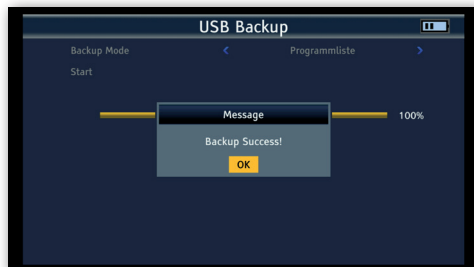 USB Backup
Backup Mode < Programmliste >
Start
100%
Message
Backup Success!
OK